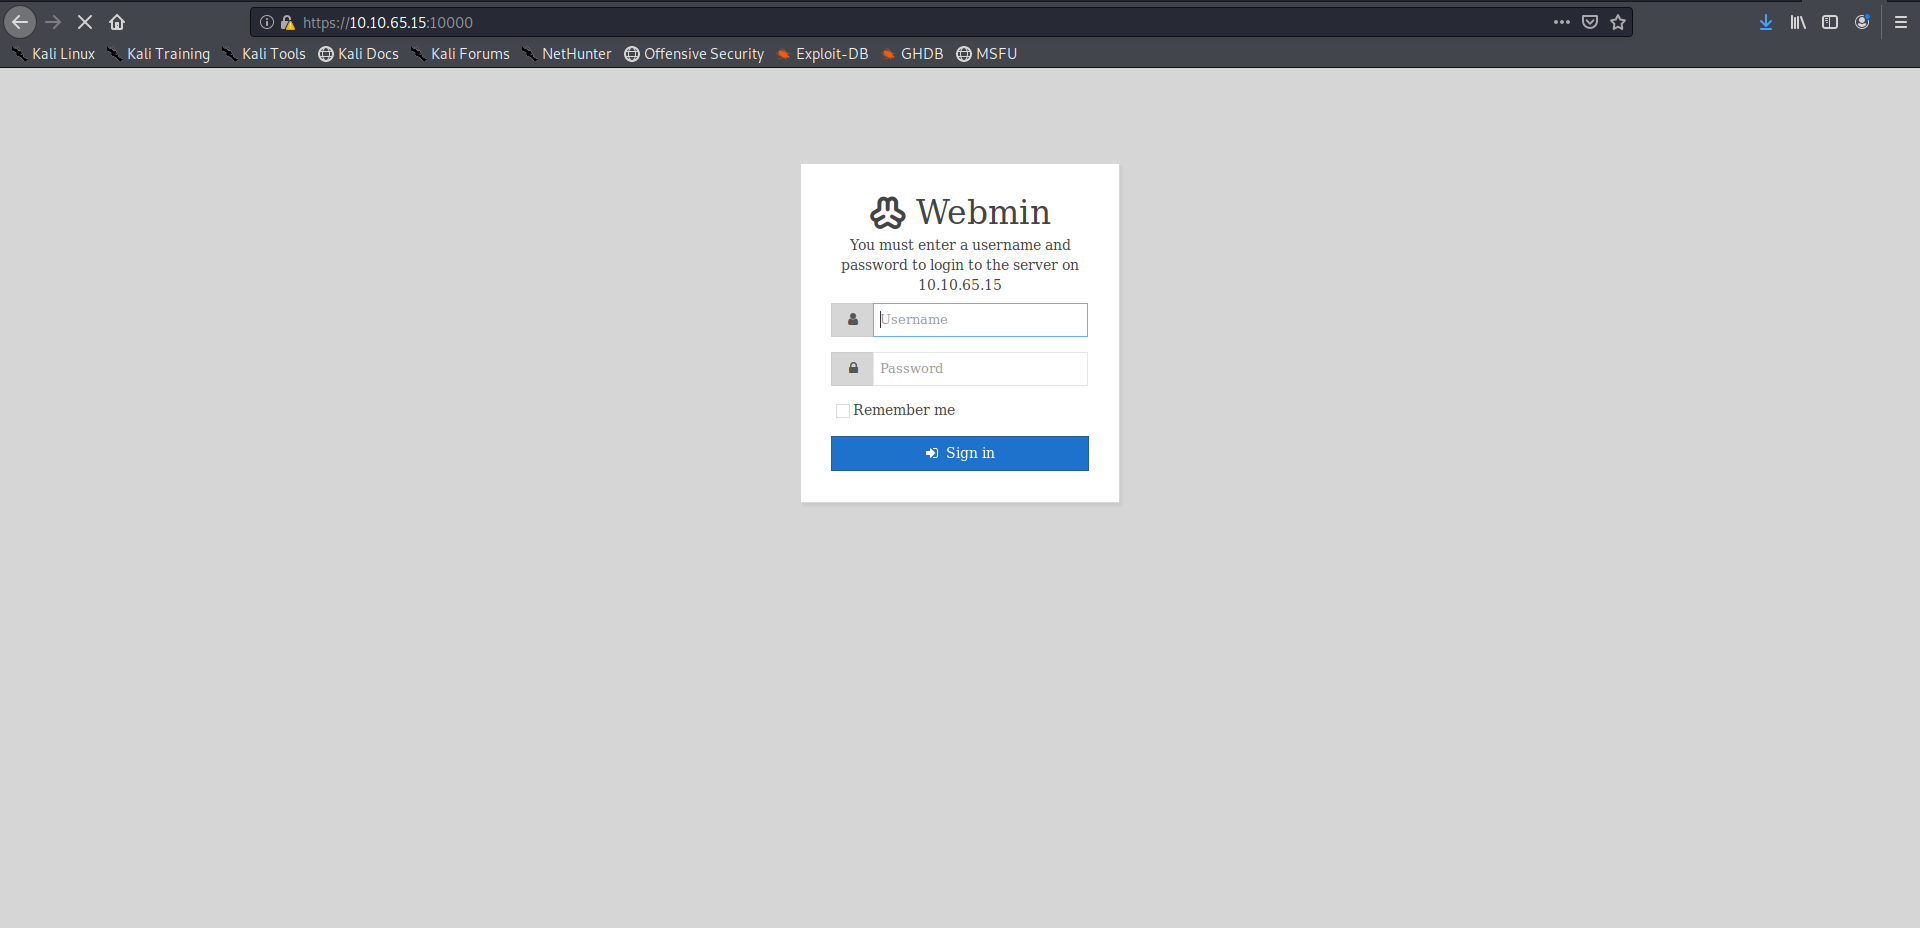 https://10.10.65.15:10000
Kali Linux Kali Training Kali Tools Kali Docs Kali Forums NetHunter Offensive Security Exploit-DB GHDB MSFU
Webmin
You must enter a username and
password to login to the server on
10.10.65.15
Username
Password
Remember me
Sign in